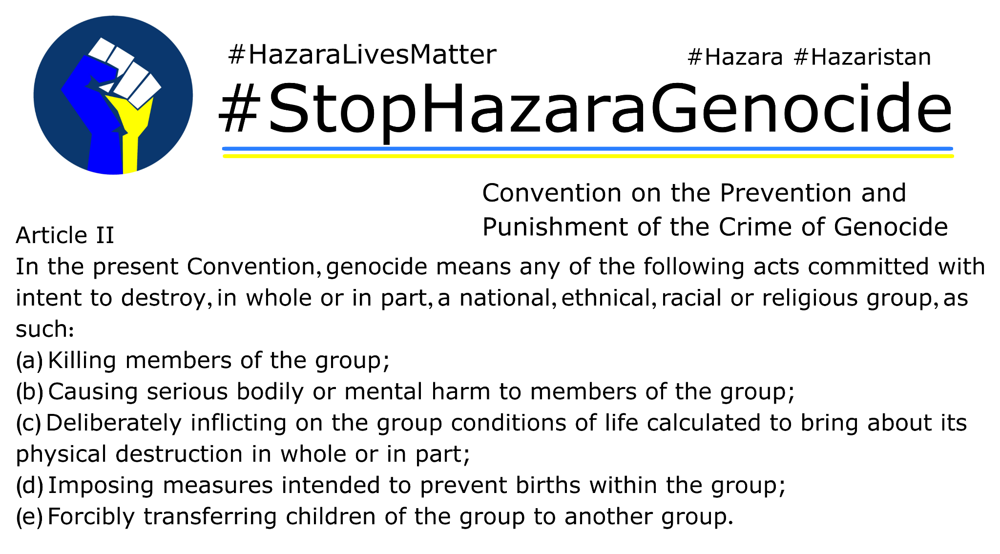 #HazaraLivesMatter
#Hazara #Hazaristan
#StopHazaraGenocide
Convention on the Prevention and
Punishment of the Crime of Genocide
Article II
In the present Convention, genocide means any of the following acts committed with
intent to destroy, in whole or in part, a national, ethnical, racial or religious group, as
such:
(a) Killing members of the group;
(b) Causing serious bodily or mental harm to members of the group;
(c) Deliberately inflicting on the group conditions of life calculated to bring about its
physical destruction in whole or in part;
(d) Imposing measures intended to prevent births within the group;
(e) Forcibly transferring children of the group to another group.